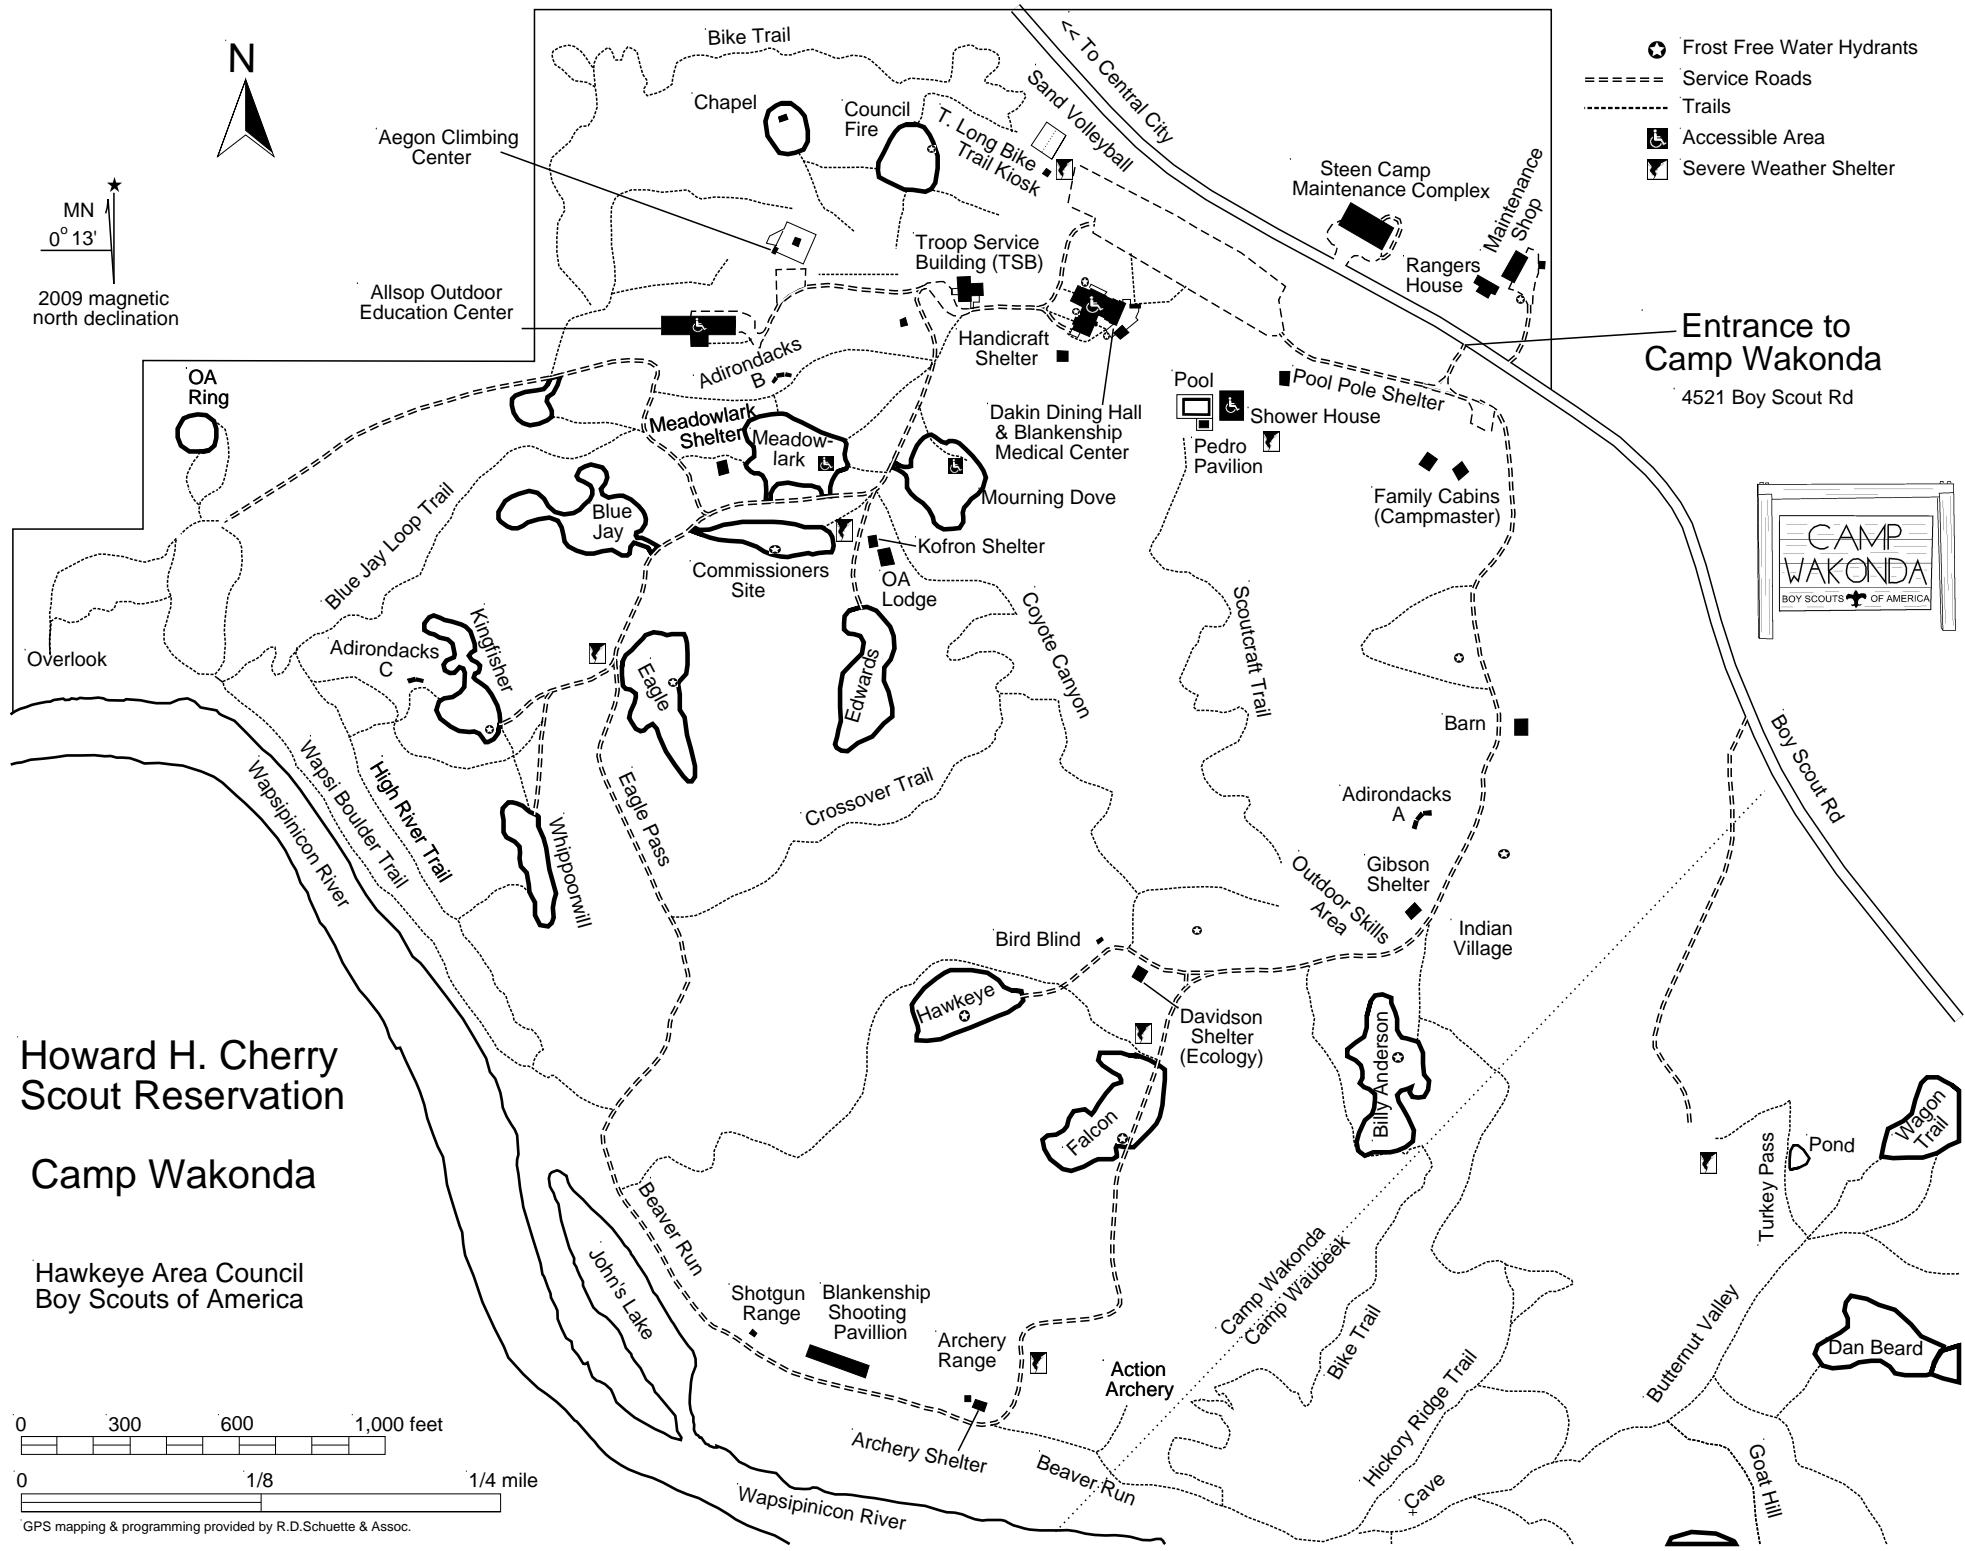 N
MN
0° 13'
2009 magnetic
north declination
Bike Trail
Chapel
Council
Fire
T. Long Bike
Trail Kiosk
Sand Volleyball
<< To Central City
Frost Free Water Hydrants
Service Roads
Trails
Accessible Area
Severe Weather Shelter
Aegon Climbing
Center
Steen Camp
Maintenance Complex
Maintenance
Shop
Rangers
House
Troop Service
Building (TSB)
Allsop Outdoor
Education Center
Entrance to
Camp Wakonda
4521 Boy Scout Rd
Handicraft
Shelter
Adirondacks
B
OA
Ring
Pool
Pool Pole Shelter
Shower House
Dakin Dining Hall
& Blankenship
Medical Center
Meadowlark
Shelter
Meadow-
lark
Pedro
Pavilion
Mourning Dove
Family Cabins
(Campmaster)
Blue Jay Loop Trail
Blue
Jay
Kofron Shelter
Commissioners
Site
OA
Lodge
CAMP
WAKONDA
BOY SCOUTS OF AMERICA
Overlook
Adirondacks
C
Kingfisher
Eagle
Edwards
Coyote Canyon
Scoutcraft Trail
Barn
Boy Scout Rd
Wapsipinicon River
Wapsi Boulder Trail
High River Trail
Whippoorwill
Eagle Pass
Crossover Trail
Adirondacks
A
Gibson
Shelter
Outdoor Skills
Area
Indian
Village
Bird Blind
Hawkeye
Davidson
Shelter
(Ecology)
Billy Anderson
Falcon
Howard H. Cherry
Scout Reservation
Camp Wakonda
Hawkeye Area Council
Boy Scouts of America
Wagon
Trail
Pond
Turkey Pass
Beaver Run
John's Lake
Shotgun
Range
Blankenship
Shooting
Pavillion
Archery
Range
Action
Archery
Camp Wakonda
Camp Waubeek
Bike Trail
Hickory Ridge Trail
Butternut Valley
Dan Beard
Archery Shelter
Beaver Run
Cave
Goat Hill
Wapsipinicon River
0 300 600 1,000 feet
0 1/8 1/4 mile
GPS mapping & programming provided by R.D.Schuette & Assoc.